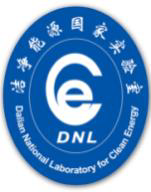 洁净能源国家实验室
DNL
Dalian National Laboratory for Clean Energy